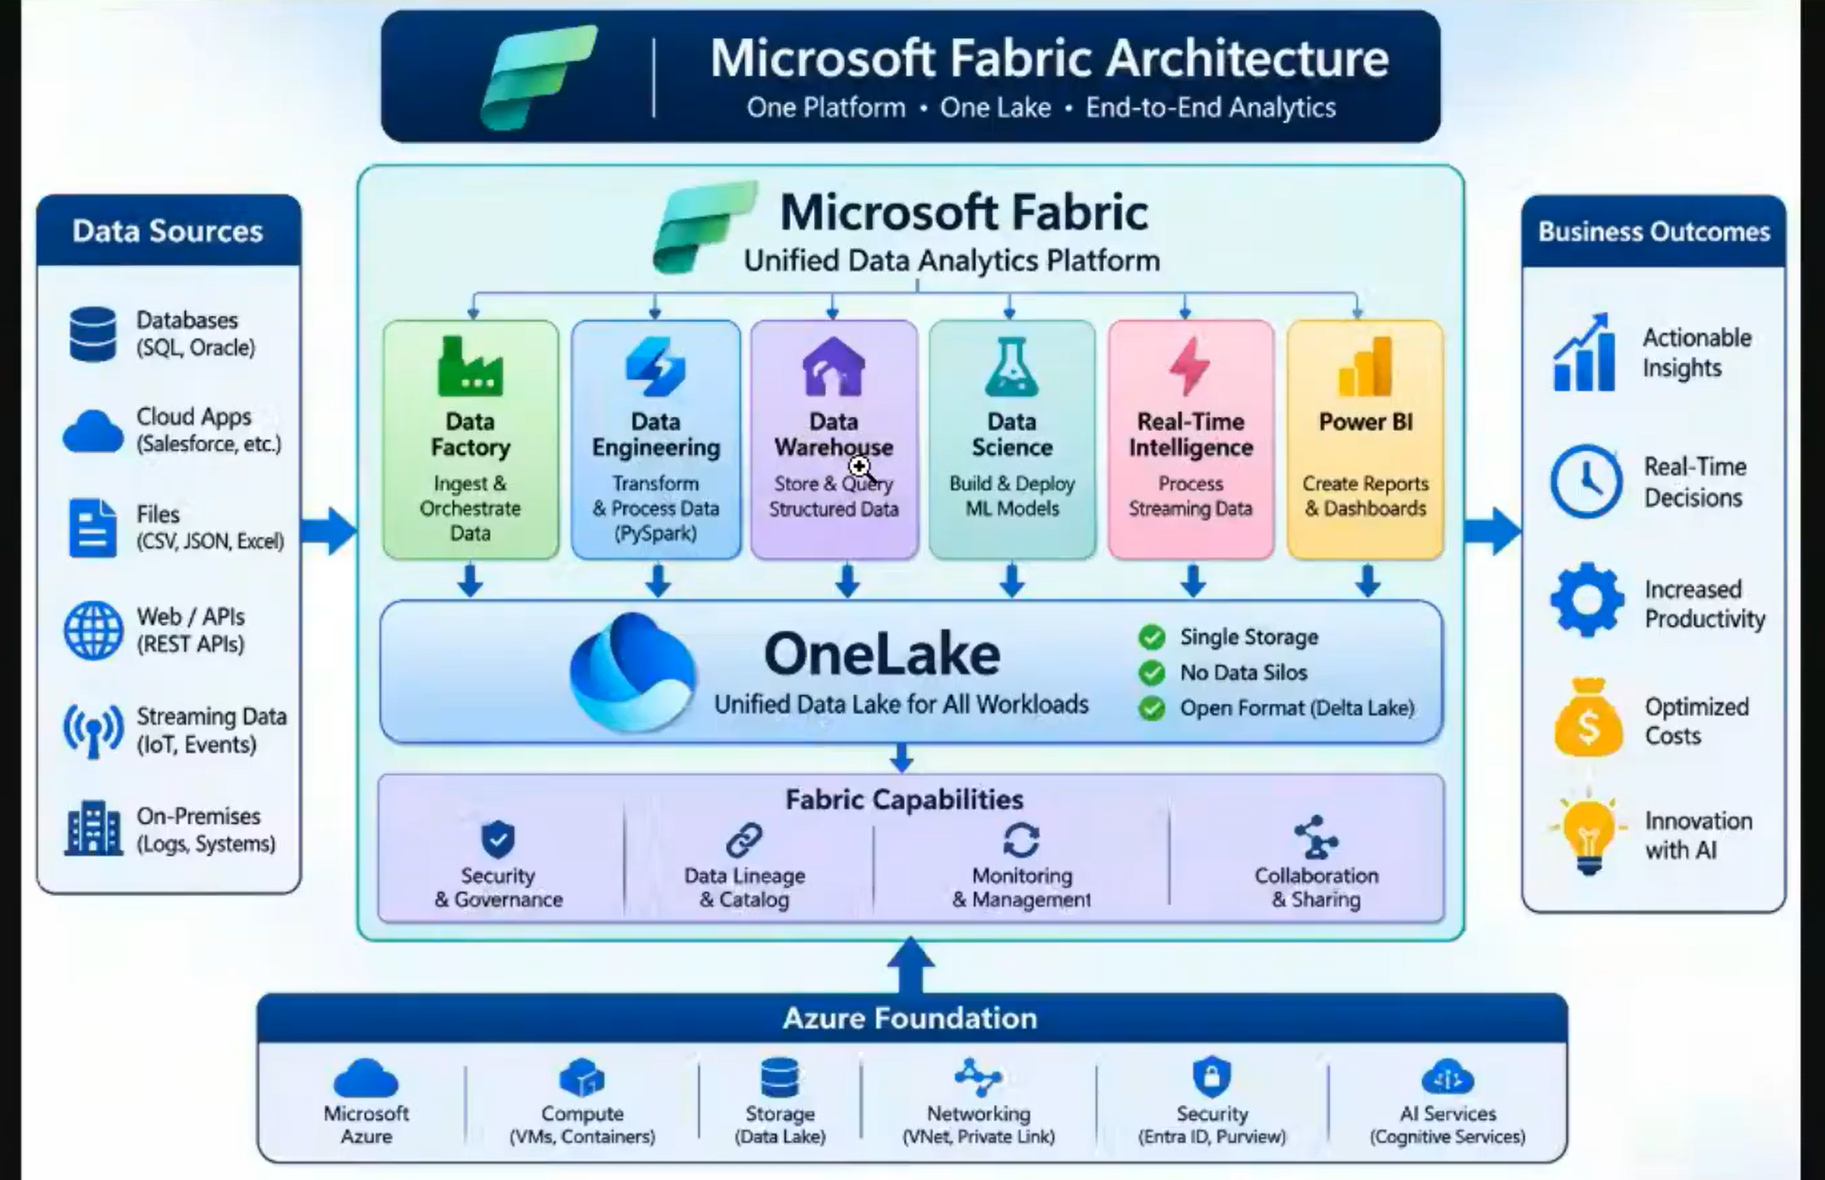 Microsoft Fabric Architecture
One Platform • One Lake • End-to-End Analytics
Data Sources
Databases
(SQL, Oracle)
Cloud Apps
(Salesforce, etc.)
Files
(CSV, JSON, Excel)
Web / APIs
(REST APIs)
Streaming Data
(IoT, Events)
On-Premises
(Logs, Systems)
Microsoft Fabric
Unified Data Analytics Platform
Data
Factory
Ingest &
Orchestrate
Data
Data
Engineering
Transform
& Process Data
(PySpark)
Data
Warehouse
Store & Query
Structured Data
Data
Science
Build & Deploy
ML Models
Real-Time
Intelligence
Process
Streaming Data
Power BI
Create Reports
& Dashboards
OneLake
Unified Data Lake for All Workloads
Single Storage
No Data Silos
Open Format (Delta Lake)
Fabric Capabilities
Security
& Governance
Data Lineage
& Catalog
Monitoring
& Management
Collaboration
& Sharing
Business Outcomes
Actionable
Insights
Real-Time
Decisions
Increased
Productivity
Optimized
Costs
Innovation
with AI
Azure Foundation
Microsoft
Azure
Compute
(VMs, Containers)
Storage
(Data Lake)
Networking
(VNet, Private Link)
Security
(Entra ID, Purview)
AI Services
(Cognitive Services)